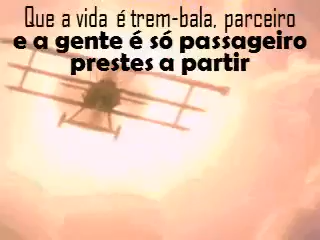 Que a vida é trem-bala, parceiro
e a gente é só passageiro
prestes a partir